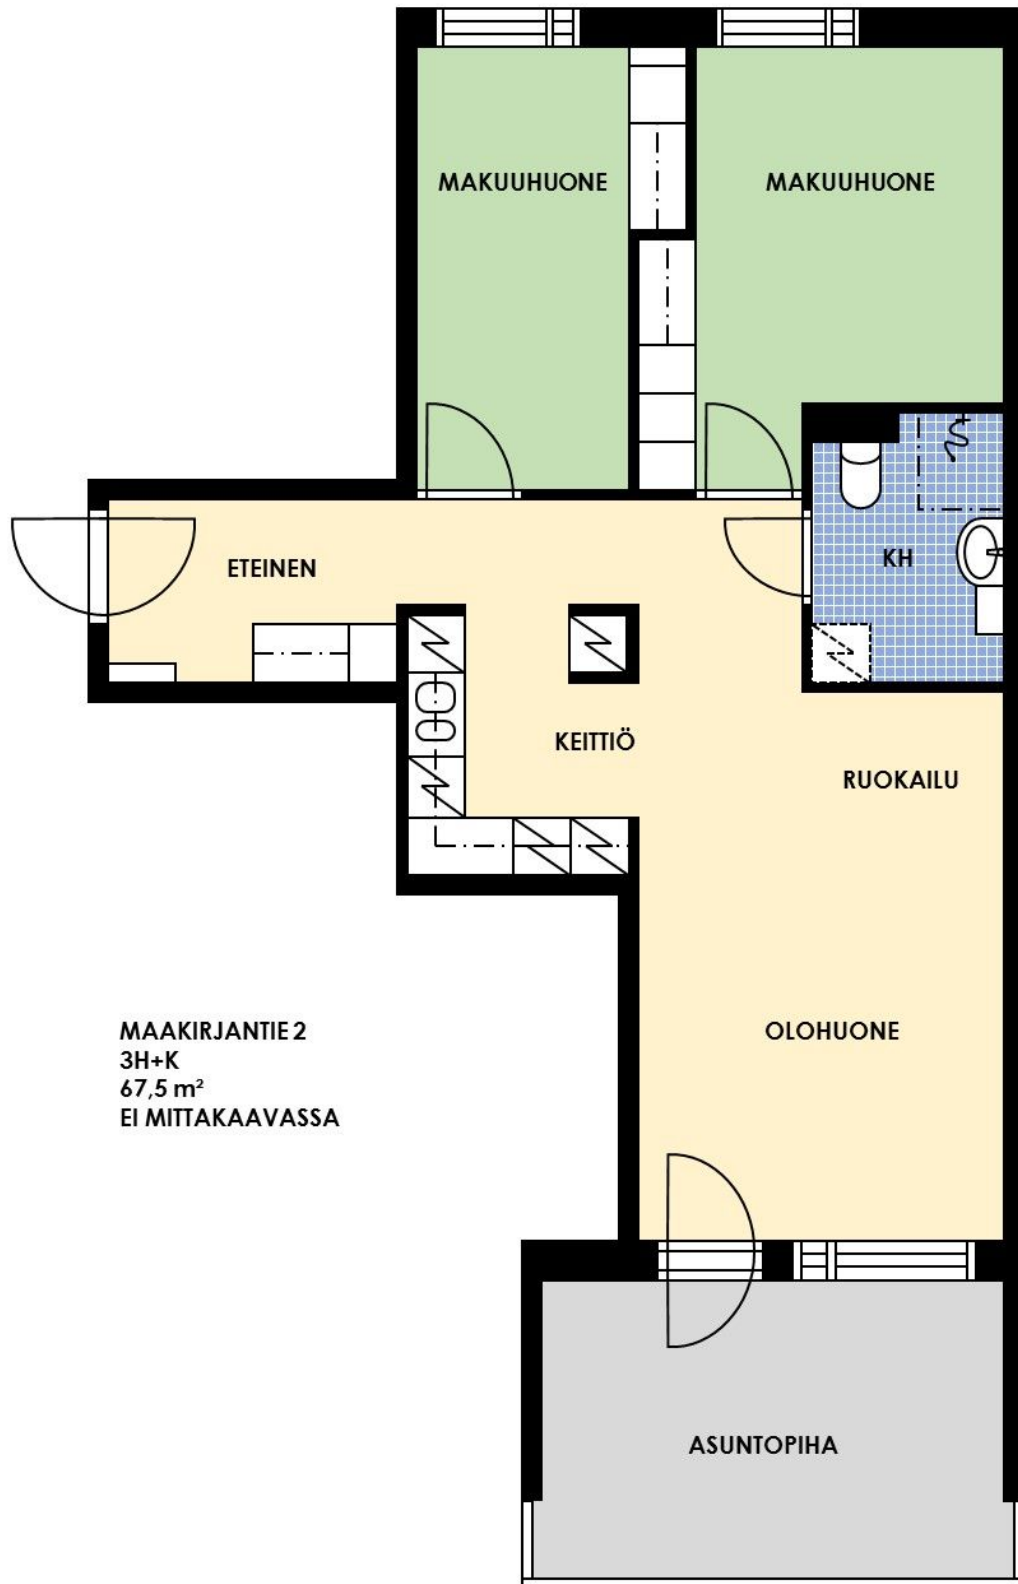 MAKUUHUONE
MAKUUHUONE
ETEINEN
KH
KEITTIÖ
RUOKAILU
MAAKIRJANTIE 2
3H+K
67,5 m²
EI MITTAKAAVASSA
OLOHUONE
ASUNTOPIHA